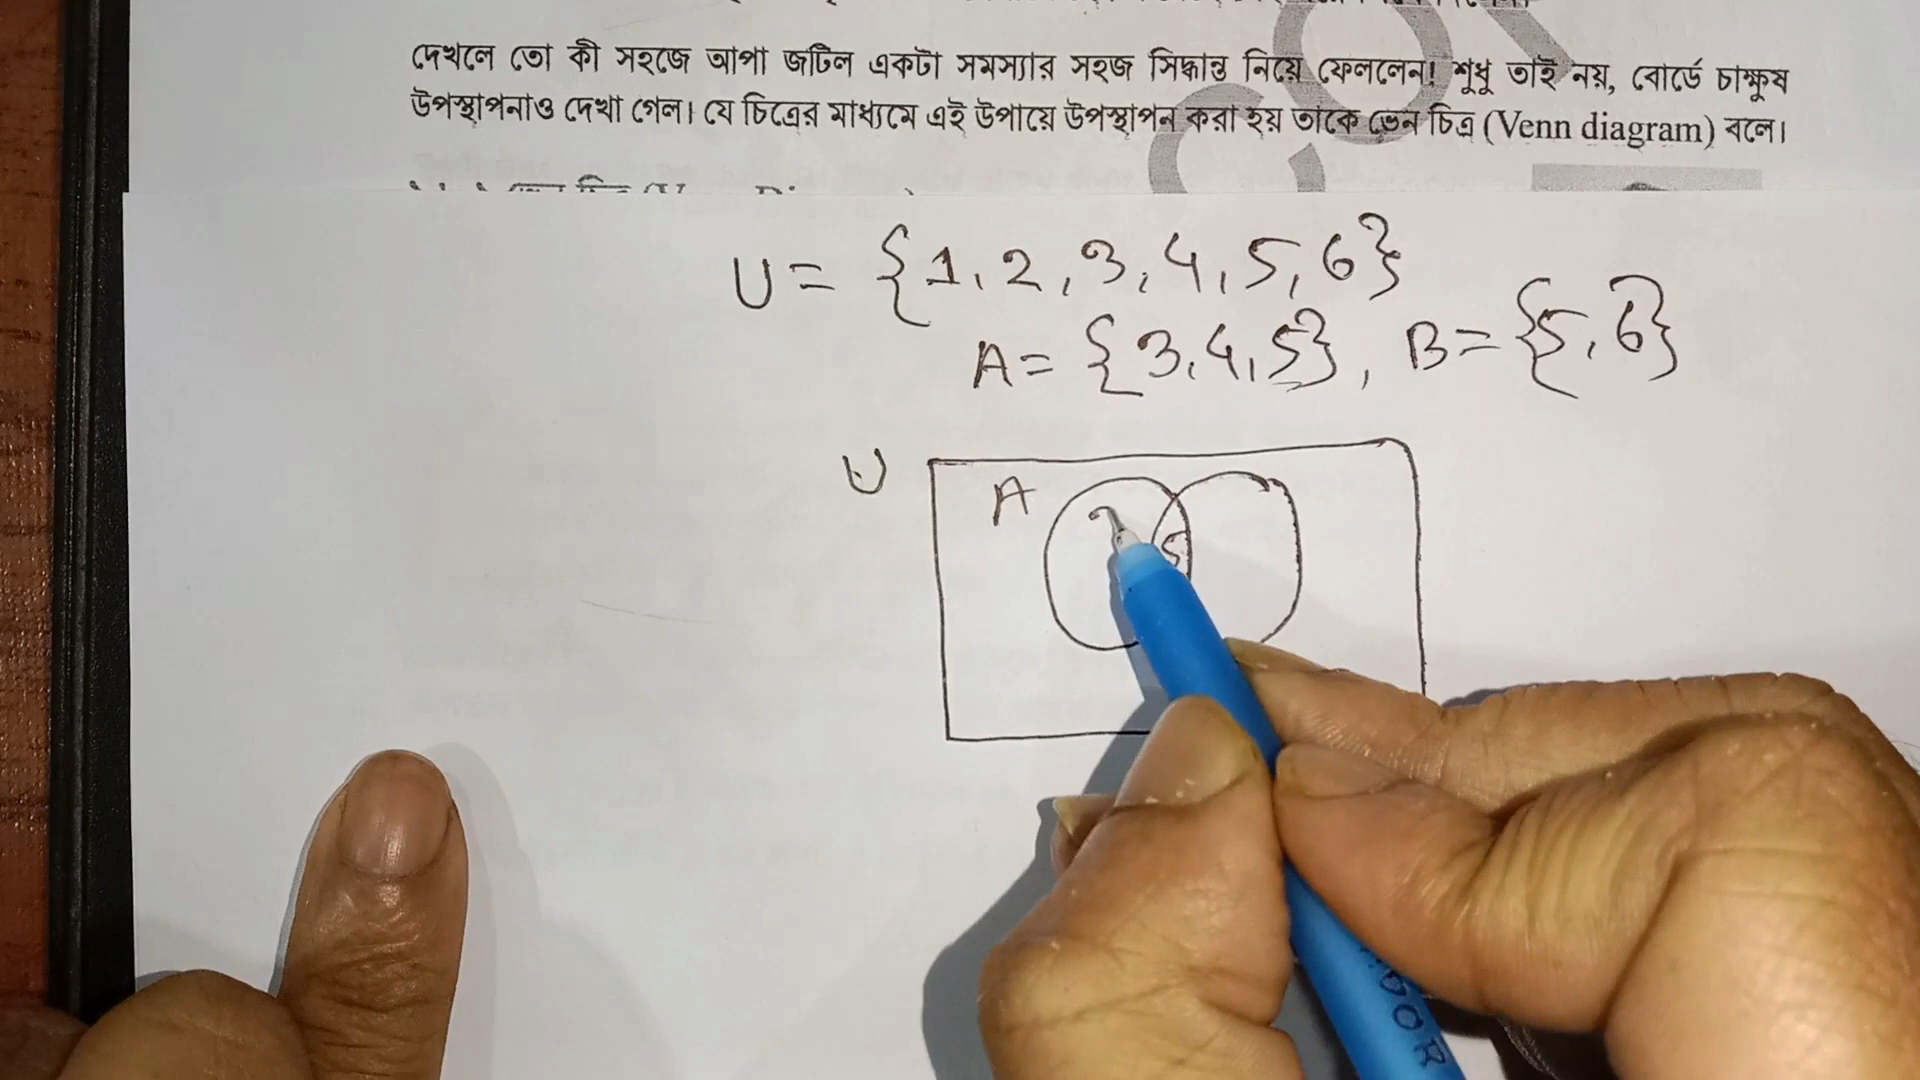 দেখলে তো কী সহজে আপা জটিল একটা সমস্যার সহজ সিদ্ধান্ত নিয়ে ফেললেন! শুধু তাই নয়, বোর্ডে চাক্ষুষ
উপস্থাপনাও দেখা গেল। যে চিত্রের মাধ্যমে এই উপায়ে উপস্থাপন করা হয় তাকে ভেন চিত্র (Venn diagram) বলে।
U = {1, 2, 3, 4, 5, 6}
A = {3, 4, 5}, B = {5, 6}
U
A
5